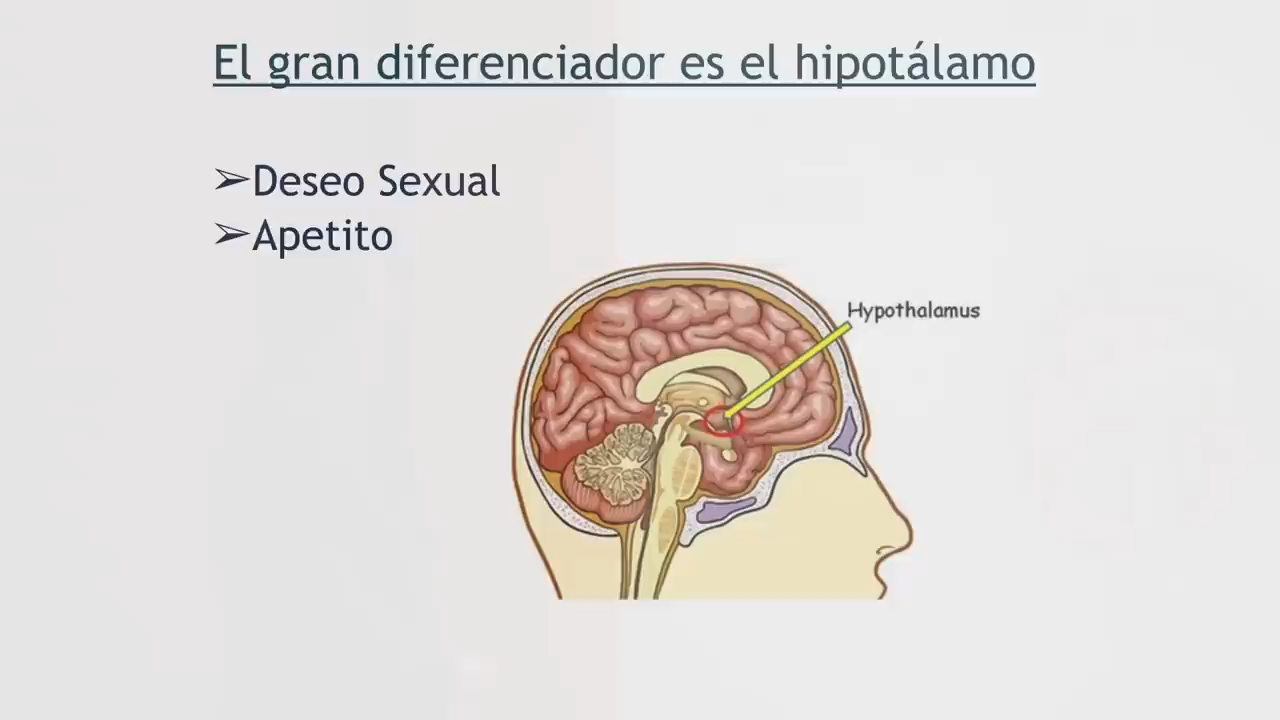 El gran diferenciador es el hipotálamo
➢Deseo Sexual
➢Apetito
Hypothalamus